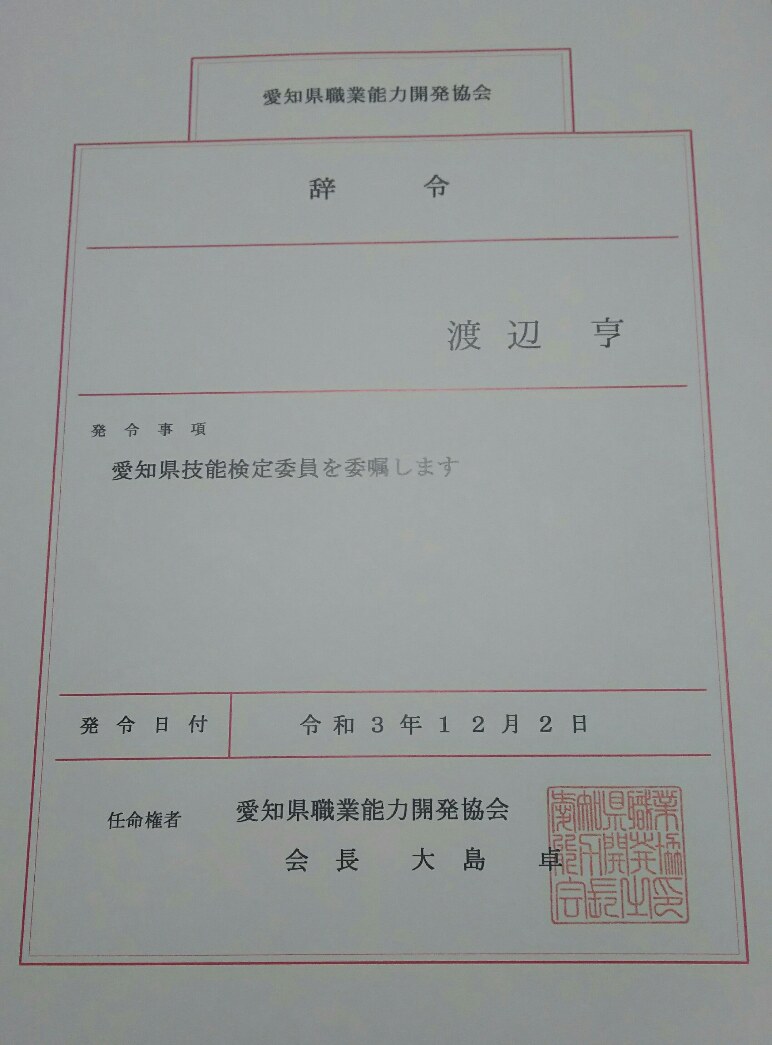 愛知県職業能力開発協会
辞 令
渡 辺 亨
発 令 事 項
愛知県技能検定委員を委嘱します
発 令 日 付 令 和 ３ 年 １ ２ 月 ２ 日
任命権者 愛知県職業能力開発協会
会 長 大 島 卓